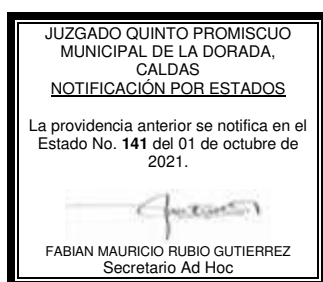 JUZGADO QUINTO PROMISCUO
MUNICIPAL DE LA DORADA,
CALDAS
NOTIFICACIÓN POR ESTADOS
La providencia anterior se notifica en el
Estado No. 141 del 01 de octubre de
2021.
FABIAN MAURICIO RUBIO GUTIERREZ
Secretario Ad Hoc